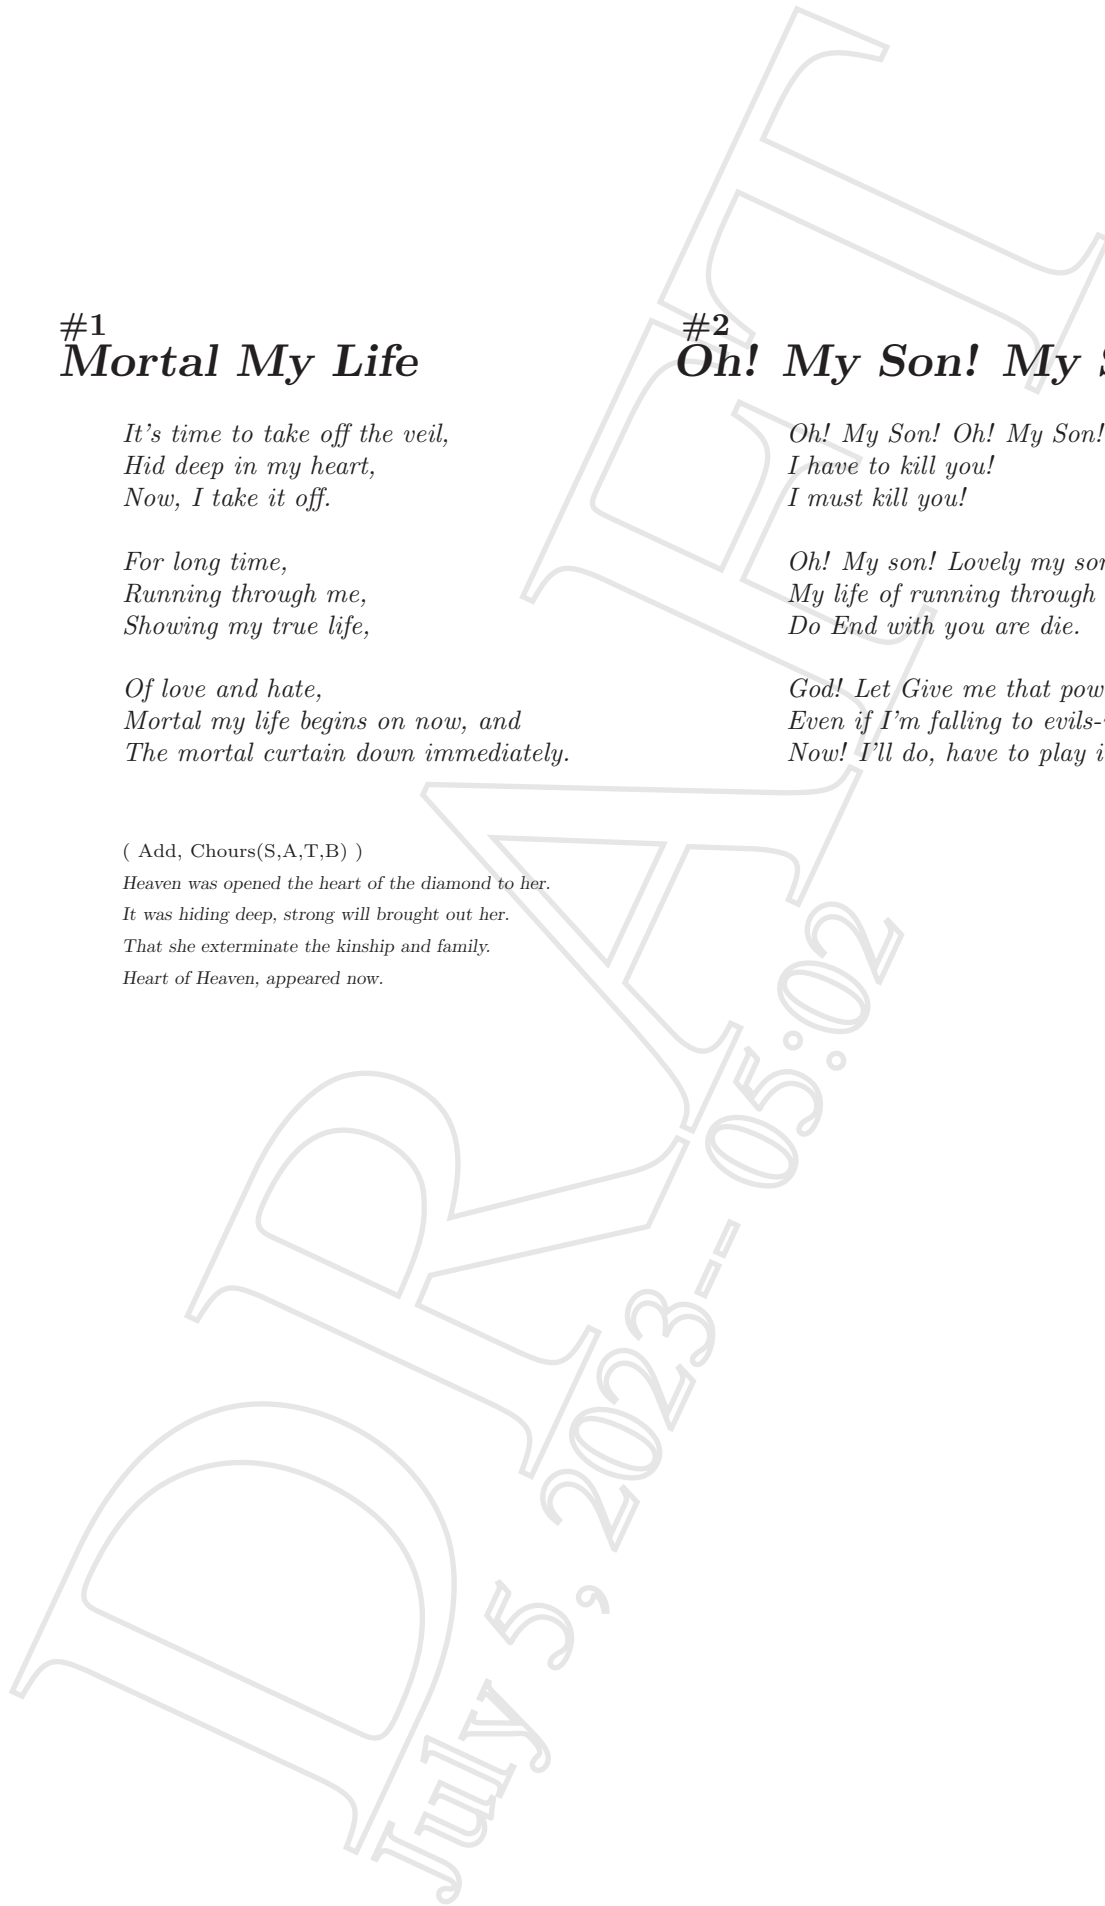 #1
Mortal My Life
It's time to take off the veil,
Hid deep in my heart,
Now, I take it off.
For long time,
Running through me,
Showing my true life,
Of love and hate,
Mortal my life begins on now, and
The mortal curtain down immediately.
( Add, Chours(S,A,T,B) )
Heaven was opened the heart of the diamond to her.
It was hiding deep, strong will brought out her.
That she exterminate the kinship and family.
Heart of Heaven, appeared now.
#2
Oh! My Son! My
Oh! My Son! Oh! My Son!
I have to kill you!
I must kill you!
Oh! My son! Lovely my
My life of running through
Do End with you are die.
God! Let Give me that
Even if I'm falling to
Now! I'll do, have to play
DRAFT
July 5, 2023-- 05:02